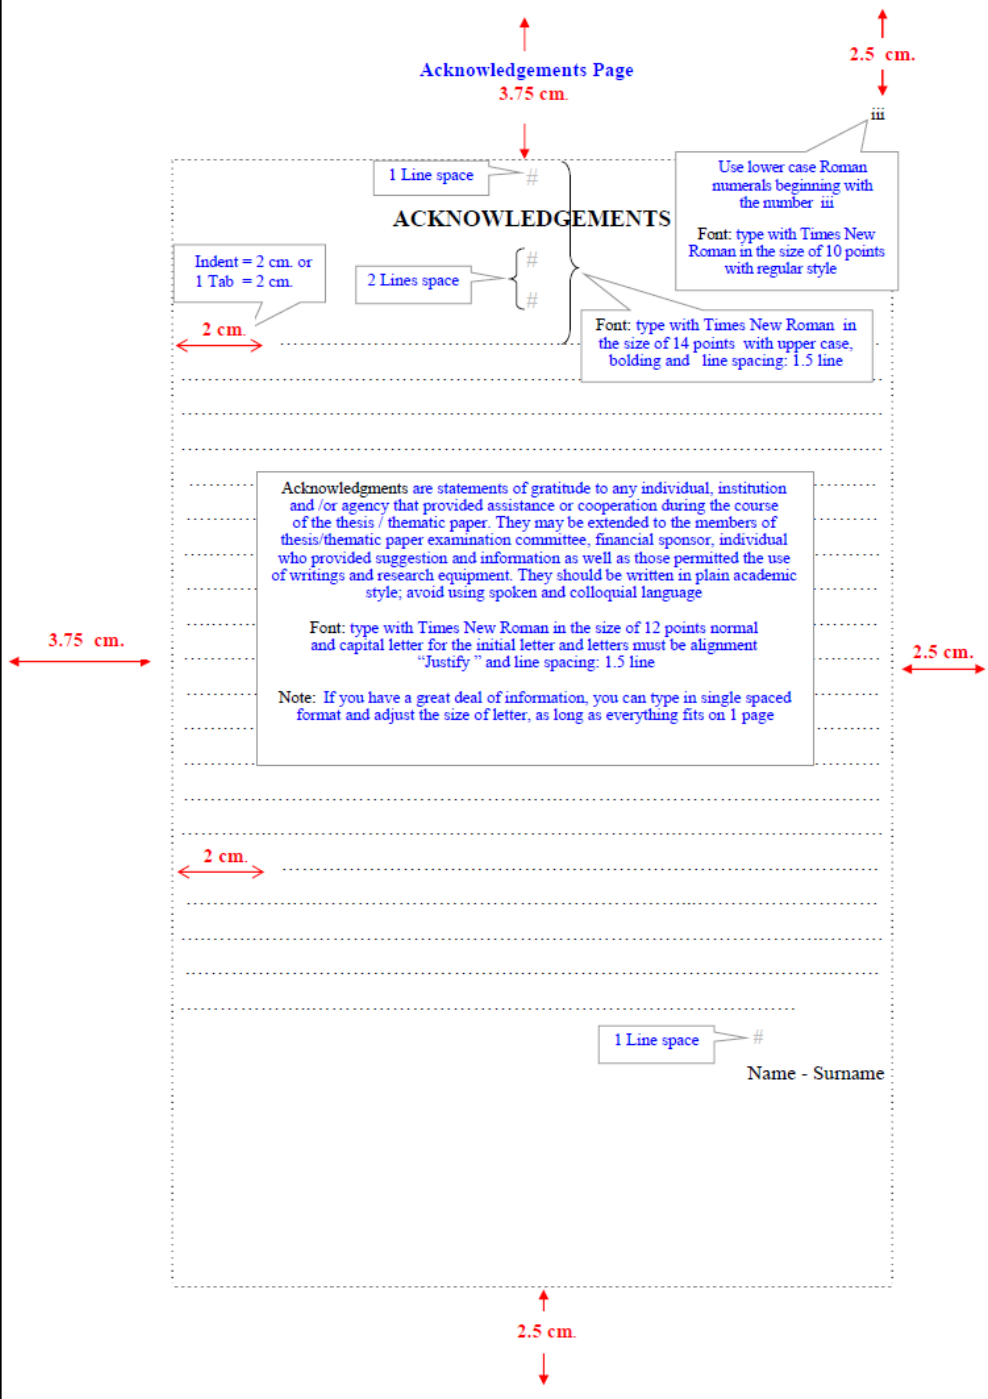 2.5 cm.
Acknowledgements Page
3.75 cm.
iii
1 Line space
#
Use lower case Roman
numerals beginning with
the number iii
Font: type with Times New
Roman in the size of 10 points
with regular style
ACKNOWLEDGEMENTS
Indent = 2 cm. or
1 Tab = 2 cm.
2 Lines space
#
#
Font: type with Times New Roman in
the size of 14 points with upper case,
bolding and line spacing: 1.5 line
2 cm.
Acknowledgments are statements of gratitude to any individual, institution
and /or agency that provided assistance or cooperation during the course
of the thesis / thematic paper. They may be extended to the members of
thesis/thematic paper examination committee, financial sponsor, individual
who provided suggestion and information as well as those permitted the use
of writings and research equipment. They should be written in plain academic
style; avoid using spoken and colloquial language
Font: type with Times New Roman in the size of 12 points normal
and capital letter for the initial letter and letters must be alignment
“Justify ” and line spacing: 1.5 line
Note: If you have a great deal of information, you can type in single spaced
format and adjust the size of letter, as long as everything fits on 1 page
3.75 cm.
2.5 cm.
2 cm.
1 Line space
#
Name - Surname
2.5 cm.